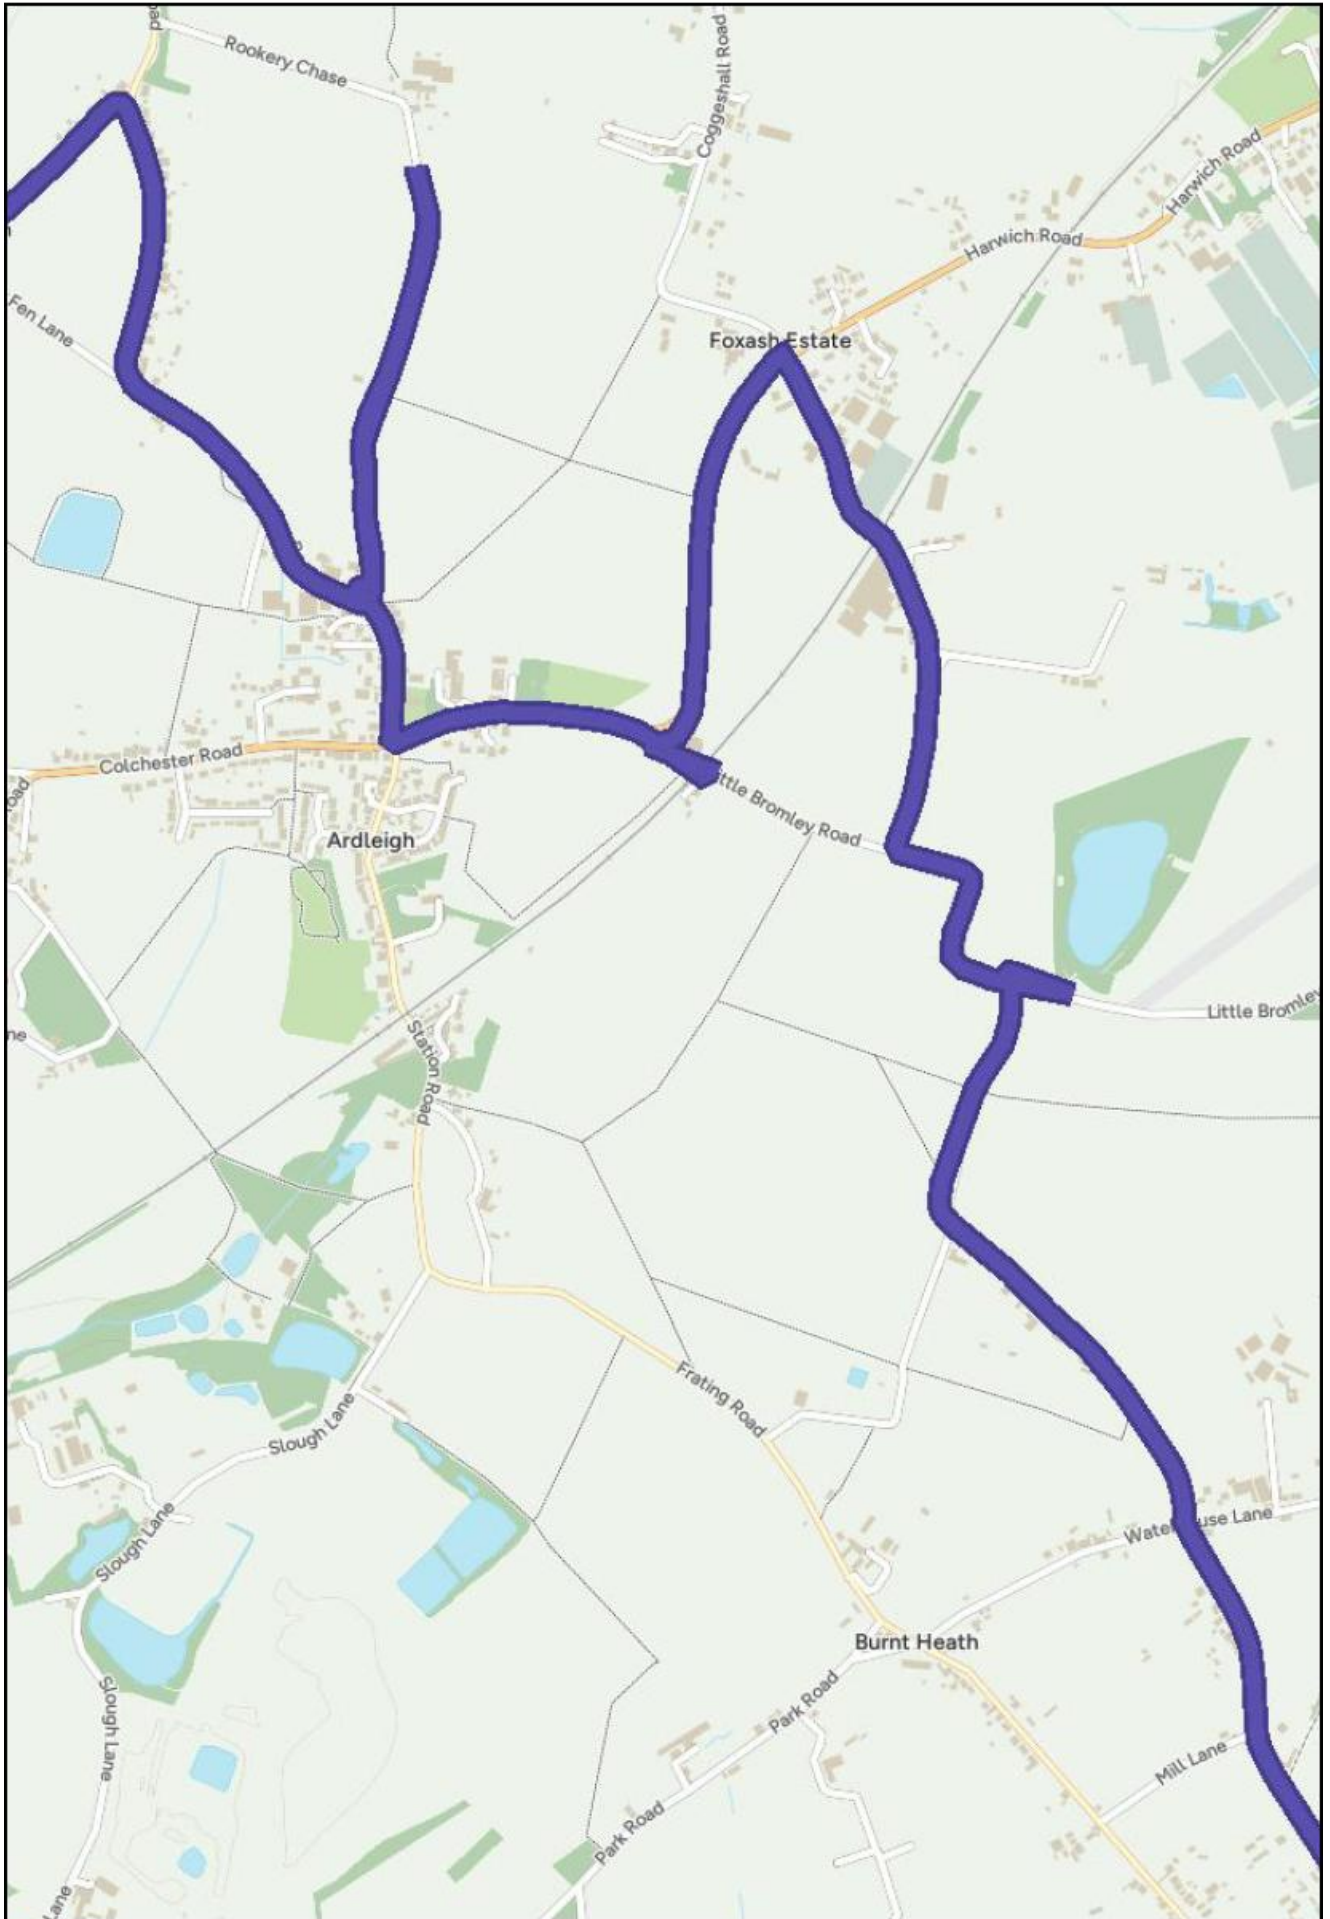 Rookery Chase
Coggeshall Road
Harwich Road
Harwich Road
Fen Lane
Foxash Estate
Colchester Road
Little Bromley Road
Ardleigh
Little Bromley
Station Road
Frating Road
Slough Lane
Slough Lane
Burnt Heath
Slough Lane
Park Road
Mill Lane
Park Road
Lane